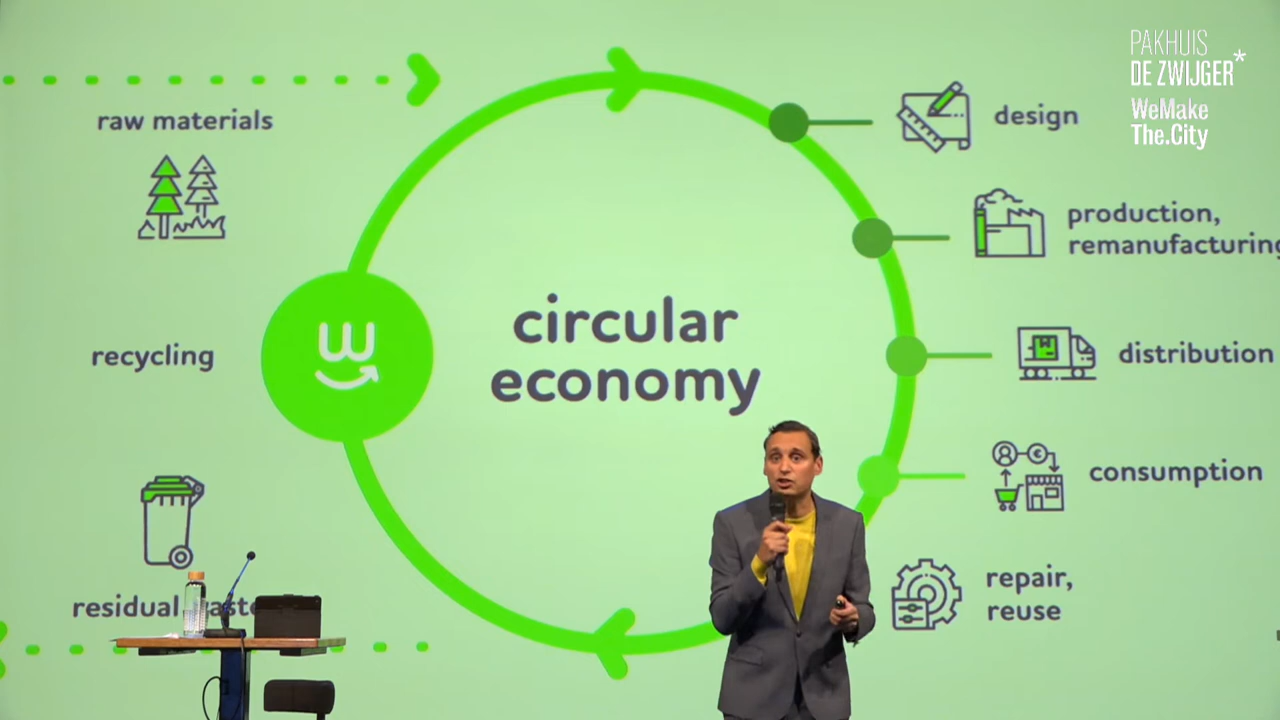 PAKHUIS
DE ZWIJGER*
WeMake
The.City
raw materials
design
production,
remanufacturing
recycling
circular
economy
distribution
consumption
residual waste
repair,
reuse